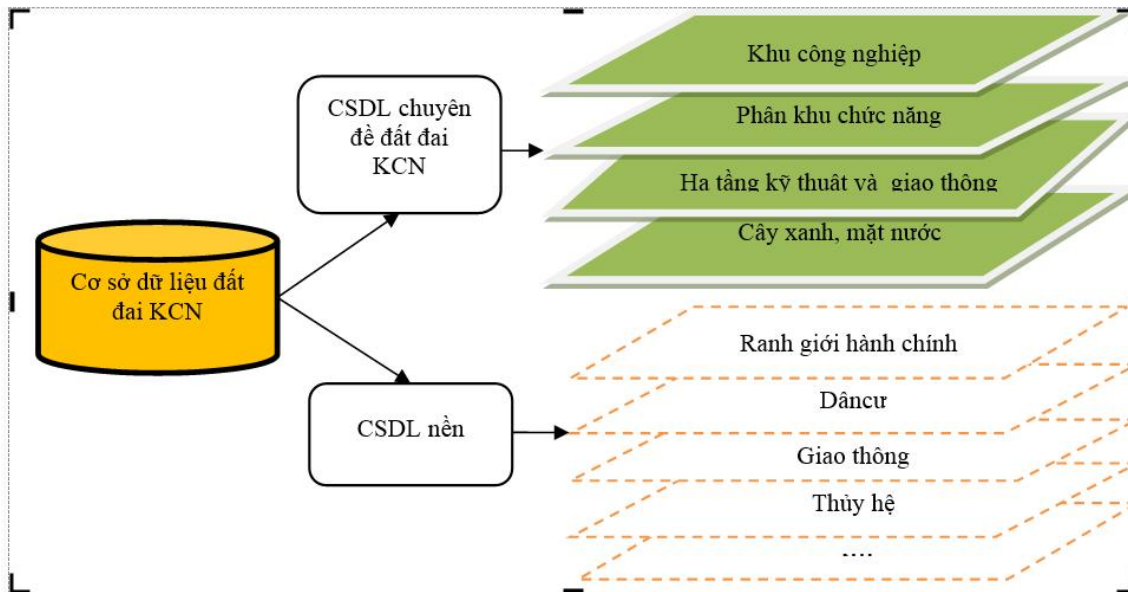 Khu công nghiệp
CSDL chuyên
đề đất đai
KCN
Phân khu chức năng
Hạ tầng kỹ thuật và giao thông
Cây xanh, mặt nước
Cơ sở dữ liệu đất
đai KCN
Ranh giới hành chính
CSDL nền
Dâncư
Giao thông
Thủy hệ
....